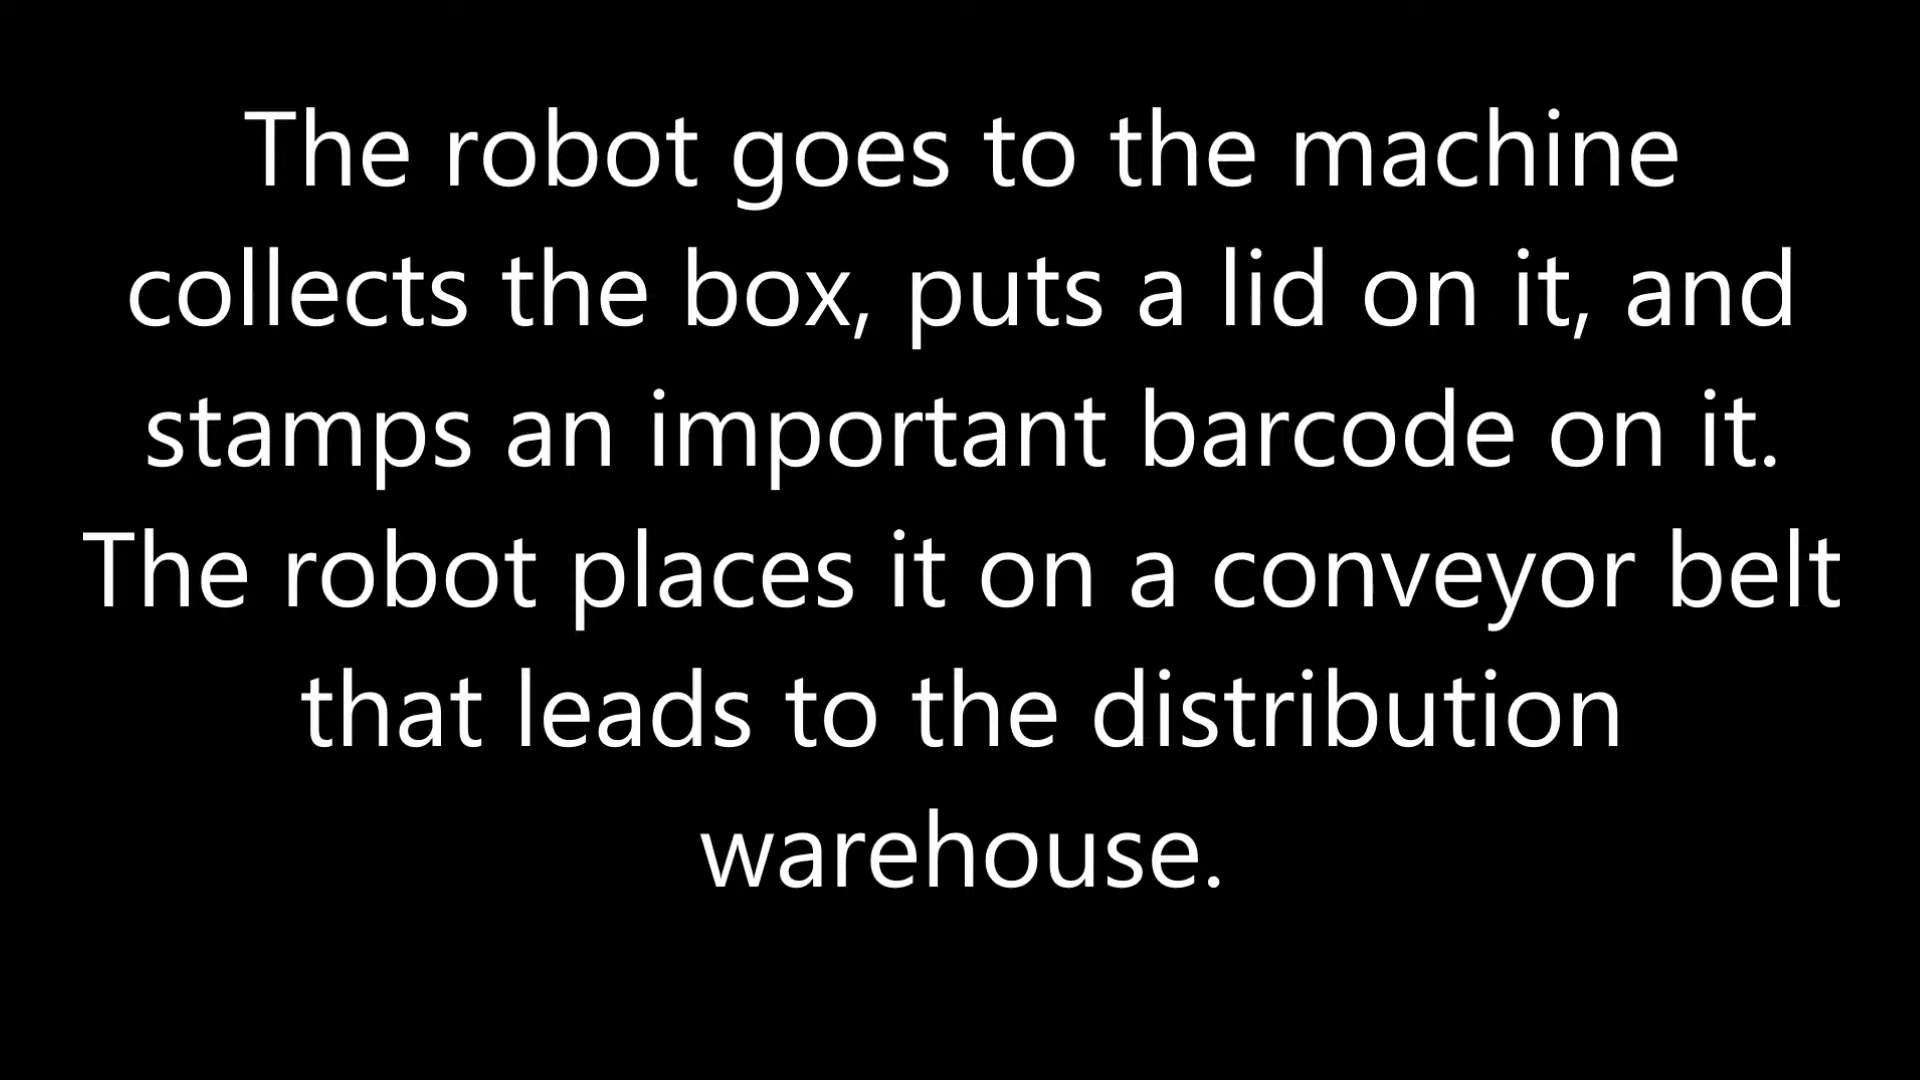 The robot goes to the machine
collects the box, puts a lid on it, and
stamps an important barcode on it.
The robot places it on a conveyor belt
that leads to the distribution
warehouse.